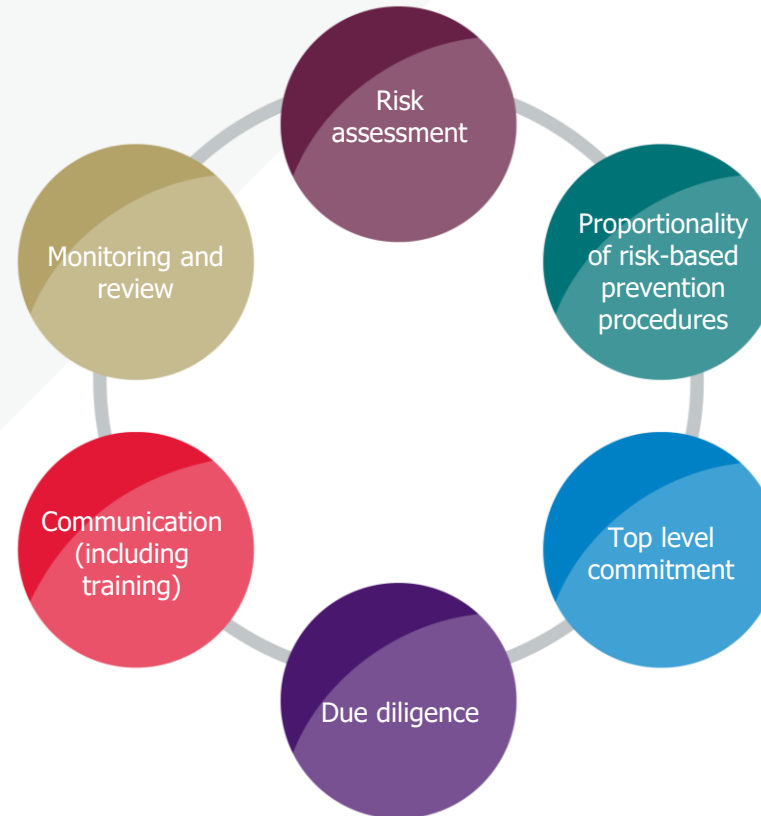 Risk
assessment
Proportionality
of risk-based
prevention
procedures
Top level
commitment
Due diligence
Communication
(including
training)
Monitoring and
review